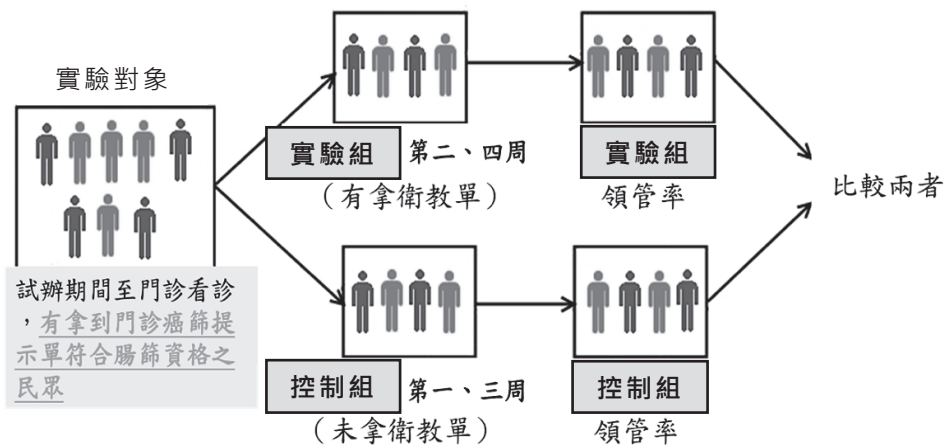 實驗對象
試辦期間至門診看診
，有拿到門診癌篩提
示單符合腸篩資格之
民眾
實驗組
第二、四周
（有拿衛教單）
實驗組
領管率
控制組
第一、三周
（未拿衛教單）
控制組
領管率
比較兩者